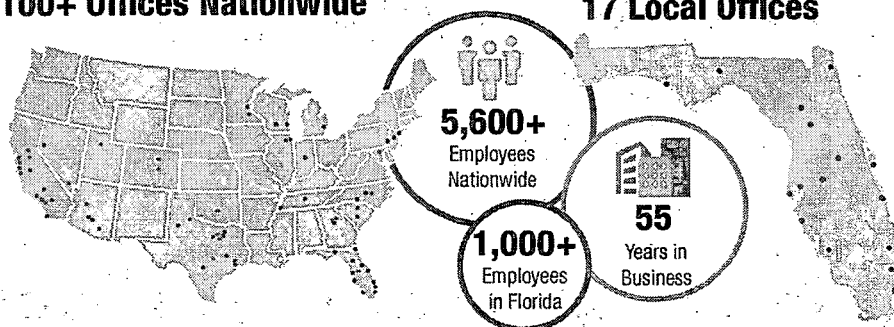 100+ Offices Nationwide
17 Local Offices
5,600+
Employees
Nationwide
55
Years in
Business
1,000+
Employees
in Florida